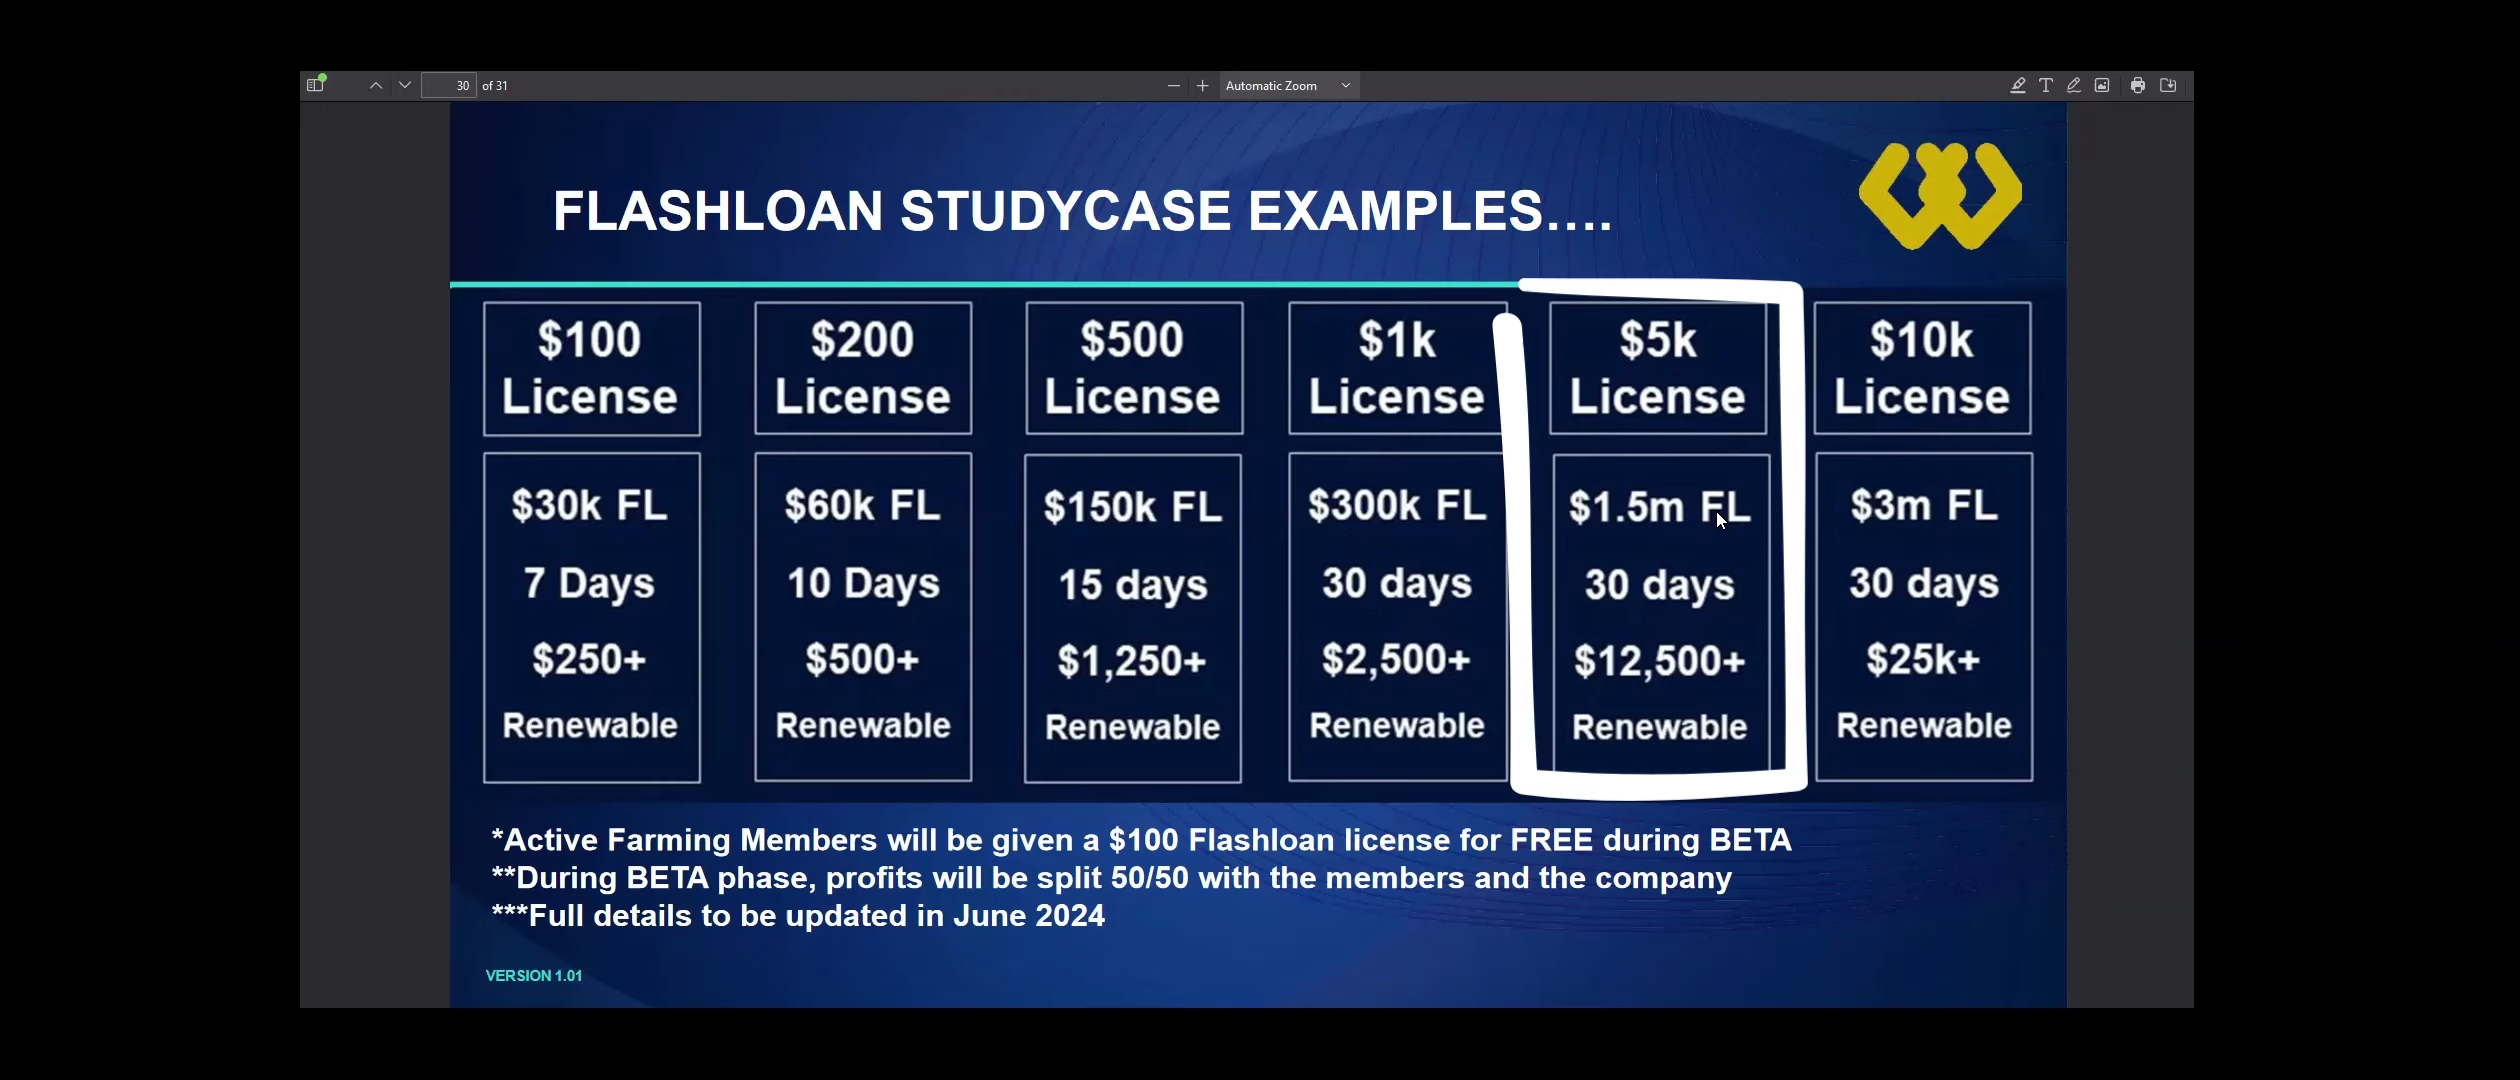 30 of 31 Automatic Zoom
FLASHLOAN STUDYCASE EXAMPLES....
$100
License
$30k FL
7 Days
$250+
Renewable
$200
License
$60k FL
10 Days
$500+
Renewable
$500
License
$150k FL
15 days
$1,250+
Renewable
$1k
License
$300k FL
30 days
$2,500+
Renewable
$5k
License
$1.5m FL
30 days
$12,500+
Renewable
$10k
License
$3m FL
30 days
$25k+
Renewable
*Active Farming Members will be given a $100 Flashloan license for FREE during BETA
**During BETA phase, profits will be split 50/50 with the members and the company
***Full details to be updated in June 2024
VERSION 1.01